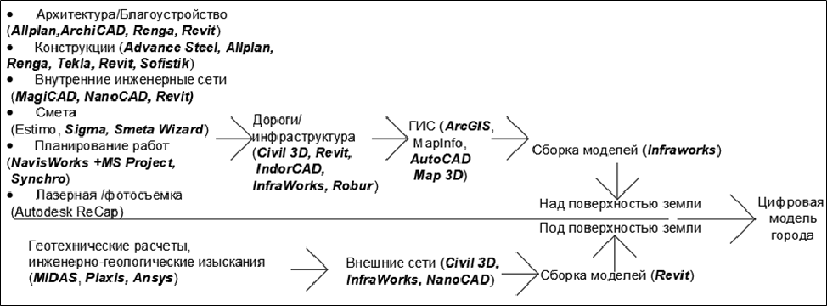 • Архитектура/Благоустройство
(Allplan,ArchiCAD, Renga, Revit)
• Конструкции (Advance Steel, Allplan,
Renga, Tekla, Revit, Sofistik)
• Внутренние инженерные сети
(MagiCAD, NanoCAD, Revit)
• Смета
(Estimo, Sigma, Smeta Wizard)
• Планирование работ
(NavisWorks +MS Project,
Synchro)
• Лазерная /фотосъемка
(Autodesk ReCap)
Дороги/
инфраструктура
(Civil 3D, Revit,
IndorCAD,
InfraWorks, Robur)
ГИС (ArcGIS,
MapInfo,
AutoCAD
Map 3D)
Сборка моделей (Infraworks)
Над поверхностью земли
Под поверхностью земли
Цифровая
модель
города
Геотехнические расчеты,
инженерно-геологические изыскания
(MIDAS, Plaxis, Ansys)
Внешние сети (Civil 3D,
InfraWorks, NanoCAD)
Сборка моделей (Revit)